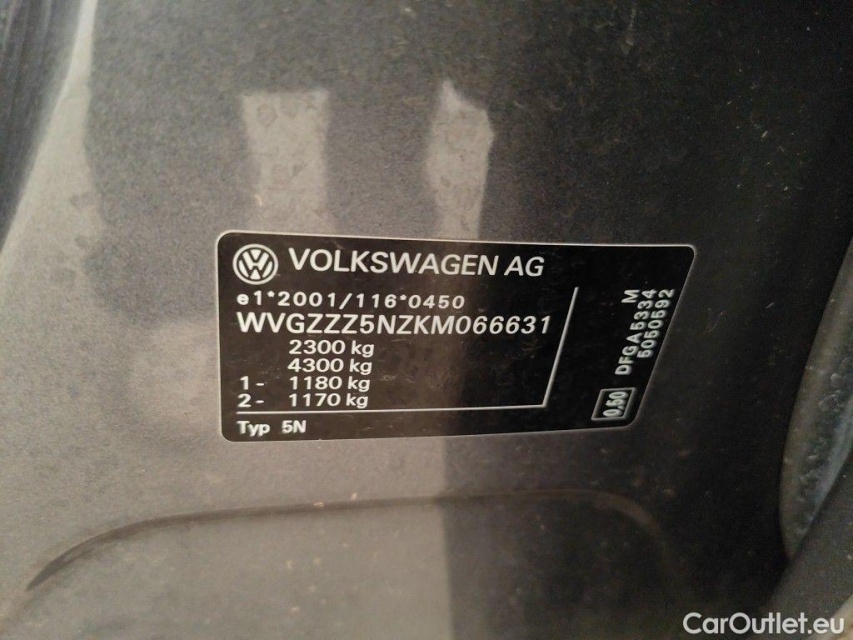 VOLKSWAGEN AG
e1*2001/116*0450
WVGZZZ5NZKM066631
2300 kg
4300 kg
1- 1180 kg
2- 1170 kg
Typ 5N
M
DFGA5334
5050592
0.50
CarOutlet.eu